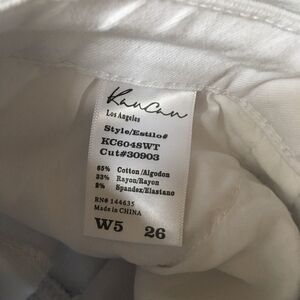 KanCan
Los Angeles
Style/Estilo#
KC6048WT
Cut#30903
65% Cotton/Algodon
33% Rayon/Rayon
2% Spandex/Elastano
RN# 144635
Made in CHINA
W5 26